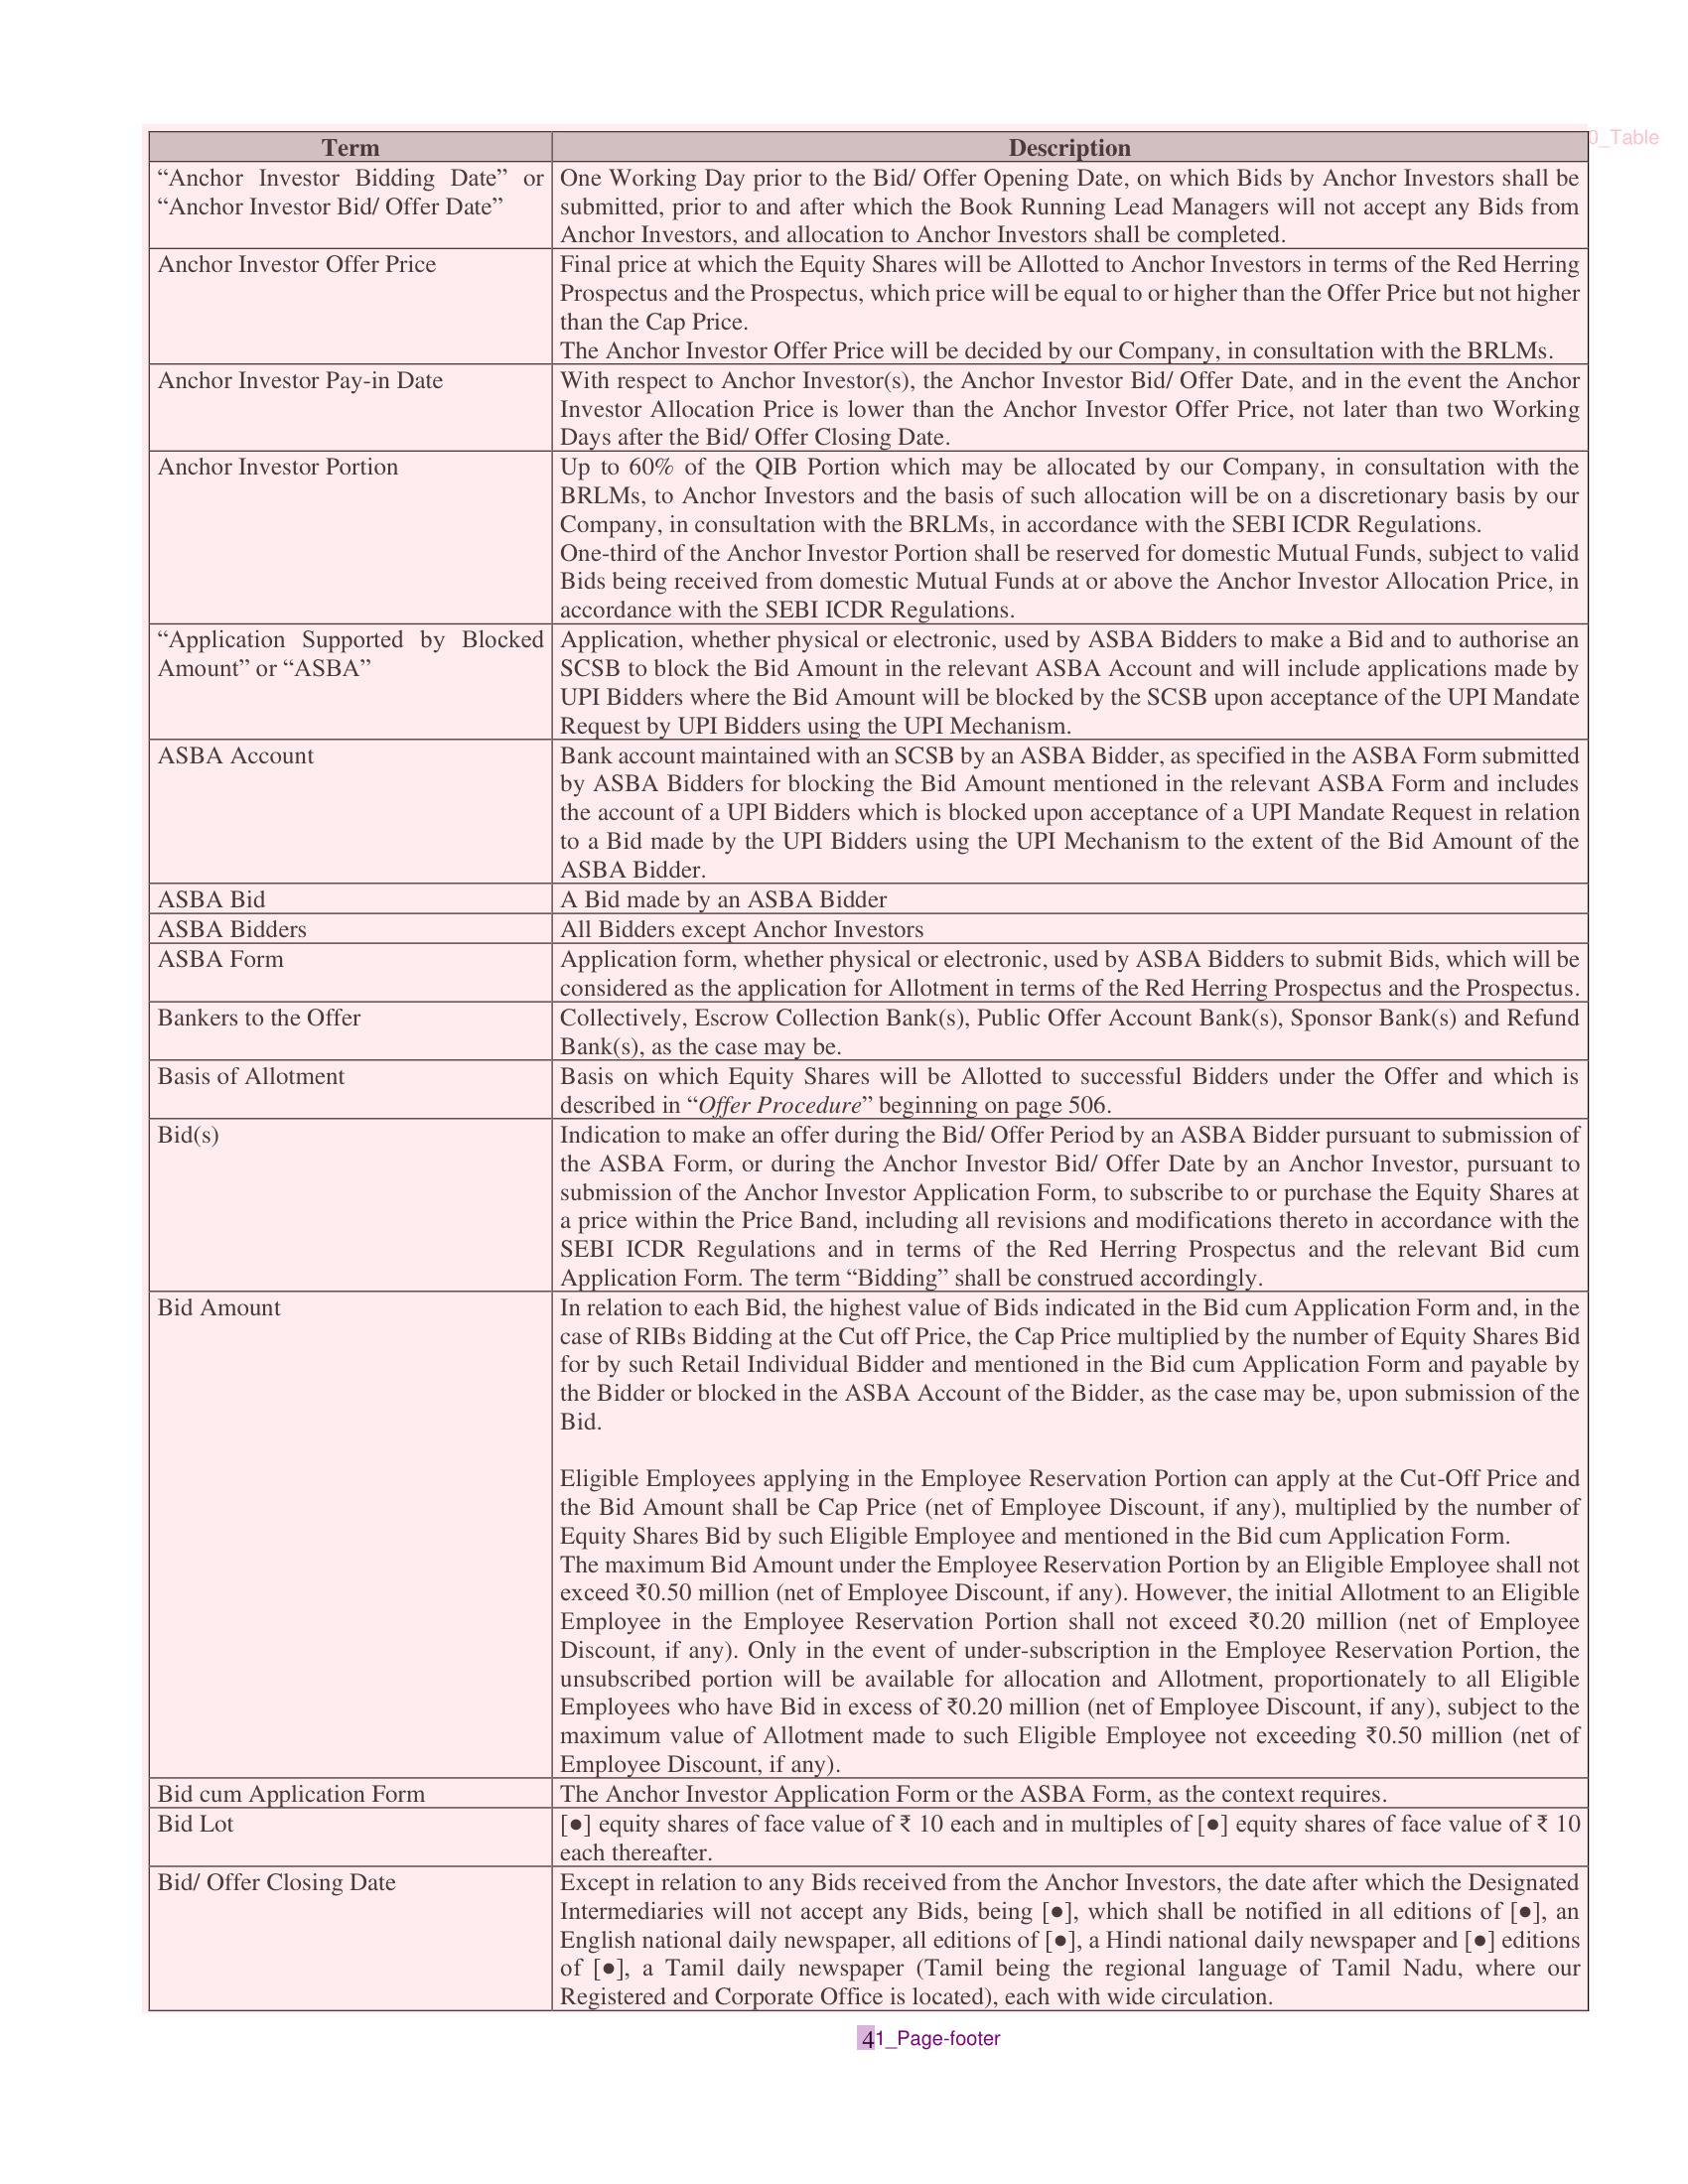 0_Table
Term Description
“Anchor Investor Bidding Date” or “Anchor Investor Bid/ Offer Date”
One Working Day prior to the Bid/ Offer Opening Date, on which Bids by Anchor Investors shall be
submitted, prior to and after which the Book Running Lead Managers will not accept any Bids from
Anchor Investors, and allocation to Anchor Investors shall be completed.
Anchor Investor Offer Price
Final price at which the Equity Shares will be Allotted to Anchor Investors in terms of the Red Herring
Prospectus and the Prospectus, which price will be equal to or higher than the Offer Price but not higher
than the Cap Price.
The Anchor Investor Offer Price will be decided by our Company, in consultation with the BRLMs.
Anchor Investor Pay-in Date
With respect to Anchor Investor(s), the Anchor Investor Bid/ Offer Date, and in the event the Anchor
Investor Allocation Price is lower than the Anchor Investor Offer Price, not later than two Working
Days after the Bid/ Offer Closing Date.
Anchor Investor Portion
Up to 60% of the QIB Portion which may be allocated by our Company, in consultation with the
BRLMs, to Anchor Investors and the basis of such allocation will be on a discretionary basis by our
Company, in consultation with the BRLMs, in accordance with the SEBI ICDR Regulations.
One-third of the Anchor Investor Portion shall be reserved for domestic Mutual Funds, subject to valid
Bids being received from domestic Mutual Funds at or above the Anchor Investor Allocation Price, in
accordance with the SEBI ICDR Regulations.
“Application Supported by Blocked
Amount” or “ASBA”
Application, whether physical or electronic, used by ASBA Bidders to make a Bid and to authorise an
SCSB to block the Bid Amount in the relevant ASBA Account and will include applications made by
UPI Bidders where the Bid Amount will be blocked by the SCSB upon acceptance of the UPI Mandate
Request by UPI Bidders using the UPI Mechanism.
ASBA Account
Bank account maintained with an SCSB by an ASBA Bidder, as specified in the ASBA Form submitted
by ASBA Bidders for blocking the Bid Amount mentioned in the relevant ASBA Form and includes
the account of a UPI Bidders which is blocked upon acceptance of a UPI Mandate Request in relation
to a Bid made by the UPI Bidders using the UPI Mechanism to the extent of the Bid Amount of the
ASBA Bidder.
ASBA Bid
A Bid made by an ASBA Bidder
ASBA Bidders
All Bidders except Anchor Investors
ASBA Form
Application form, whether physical or electronic, used by ASBA Bidders to submit Bids, which will be
considered as the application for Allotment in terms of the Red Herring Prospectus and the Prospectus.
Bankers to the Offer
Collectively, Escrow Collection Bank(s), Public Offer Account Bank(s), Sponsor Bank(s) and Refund
Bank(s), as the case may be.
Basis of Allotment
Basis on which Equity Shares will be Allotted to successful Bidders under the Offer and which is
described in “Offer Procedure” beginning on page 506.
Bid(s)
Indication to make an offer during the Bid/ Offer Period by an ASBA Bidder pursuant to submission of
the ASBA Form, or during the Anchor Investor Bid/ Offer Date by an Anchor Investor, pursuant to
submission of the Anchor Investor Application Form, to subscribe to or purchase the Equity Shares at
a price within the Price Band, including all revisions and modifications thereto in accordance with the
SEBI ICDR Regulations and in terms of the Red Herring Prospectus and the relevant Bid cum
Application Form. The term “Bidding” shall be construed accordingly.
Bid Amount
In relation to each Bid, the highest value of Bids indicated in the Bid cum Application Form and, in the
case of RIBs Bidding at the Cut off Price, the Cap Price multiplied by the number of Equity Shares Bid
for by such Retail Individual Bidder and mentioned in the Bid cum Application Form and payable by
the Bidder or blocked in the ASBA Account of the Bidder, as the case may be, upon submission of the
Bid.
Eligible Employees applying in the Employee Reservation Portion can apply at the Cut-Off Price and
the Bid Amount shall be Cap Price (net of Employee Discount, if any), multiplied by the number of
Equity Shares Bid by such Eligible Employee and mentioned in the Bid cum Application Form.
The maximum Bid Amount under the Employee Reservation Portion by an Eligible Employee shall not
exceed ₹0.50 million (net of Employee Discount, if any). However, the initial Allotment to an Eligible
Employee in the Employee Reservation Portion shall not exceed ₹0.20 million (net of Employee
Discount, if any). Only in the event of under-subscription in the Employee Reservation Portion, the
unsubscribed portion will be available for allocation and Allotment, proportionately to all Eligible
Employees who have Bid in excess of ₹0.20 million (net of Employee Discount, if any), subject to the
maximum value of Allotment made to such Eligible Employee not exceeding ₹0.50 million (net of
Employee Discount, if any).
Bid cum Application Form
The Anchor Investor Application Form or the ASBA Form, as the context requires.
Bid Lot
[●] equity shares of face value of ₹ 10 each and in multiples of [●] equity shares of face value of ₹ 10
each thereafter.
Bid/ Offer Closing Date
Except in relation to any Bids received from the Anchor Investors, the date after which the Designated
Intermediaries will not accept any Bids, being [●], which shall be notified in all editions of [●], an
English national daily newspaper, all editions of [●], a Hindi national daily newspaper and [●] editions
of [●], a Tamil daily newspaper (Tamil being the regional language of Tamil Nadu, where our
Registered and Corporate Office is located), each with wide circulation.
4 1_Page-footer